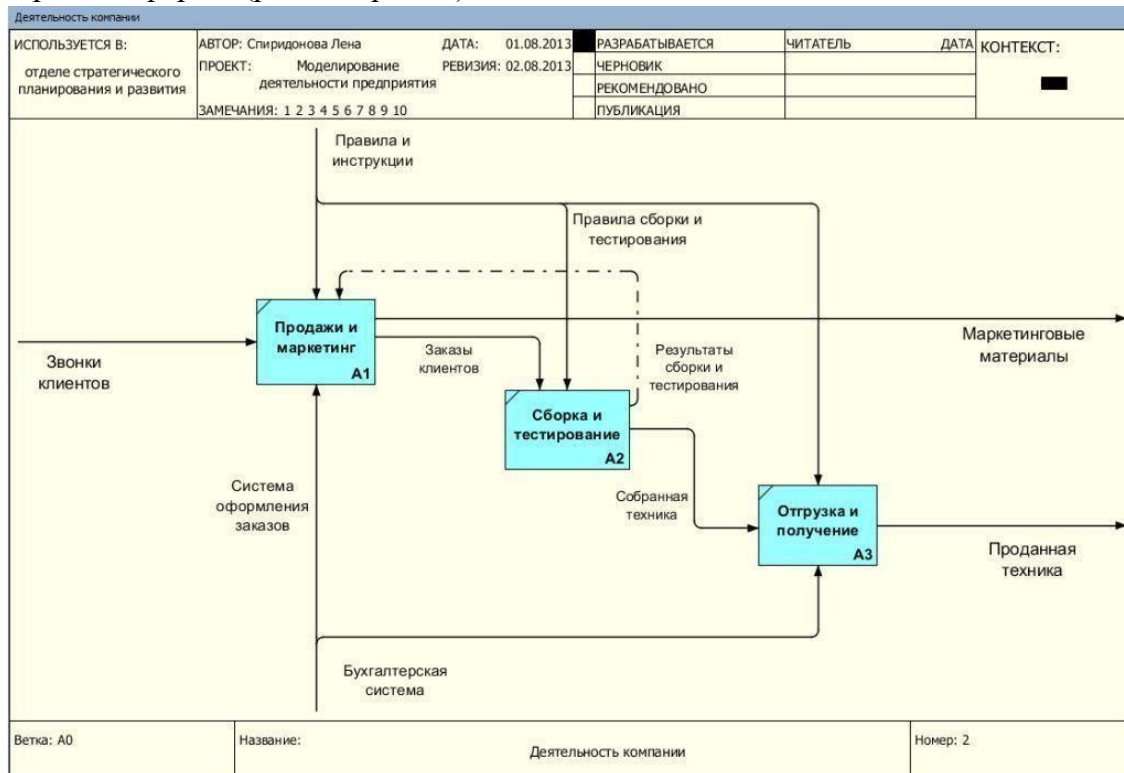 Деятельность компании
ИСПОЛЬЗУЕТСЯ В:
отделе стратегического
планирования и развития
АВТОР: Спиридонова Лена
ДАТА: 01.08.2013
ПРОЕКТ: Моделирование
деятельности предприятия
РЕВИЗИЯ: 02.08.2013
ЗАМЕЧАНИЯ: 1 2 3 4 5 6 7 8 9 10
РАЗРАБАТЫВАЕТСЯ
ЧЕРНОВИК
РЕКОМЕНДОВАНО
ПУБЛИКАЦИЯ
ЧИТАТЕЛЬ
ДАТА
КОНТЕКСТ:
Правила и
инструкции
Правила сборки и
тестирования
Звонки
клиентов
Продажи и
маркетинг
A1
Заказы
клиентов
Результаты
сборки и
тестирования
Маркетинговые
материалы
Сборка и
тестирование
A2
Система
оформления
заказов
Собранная
техника
Отгрузка и
получение
A3
Проданная
техника
Бухгалтерская
система
Ветка: A0
Название:
Деятельность компании
Номер: 2